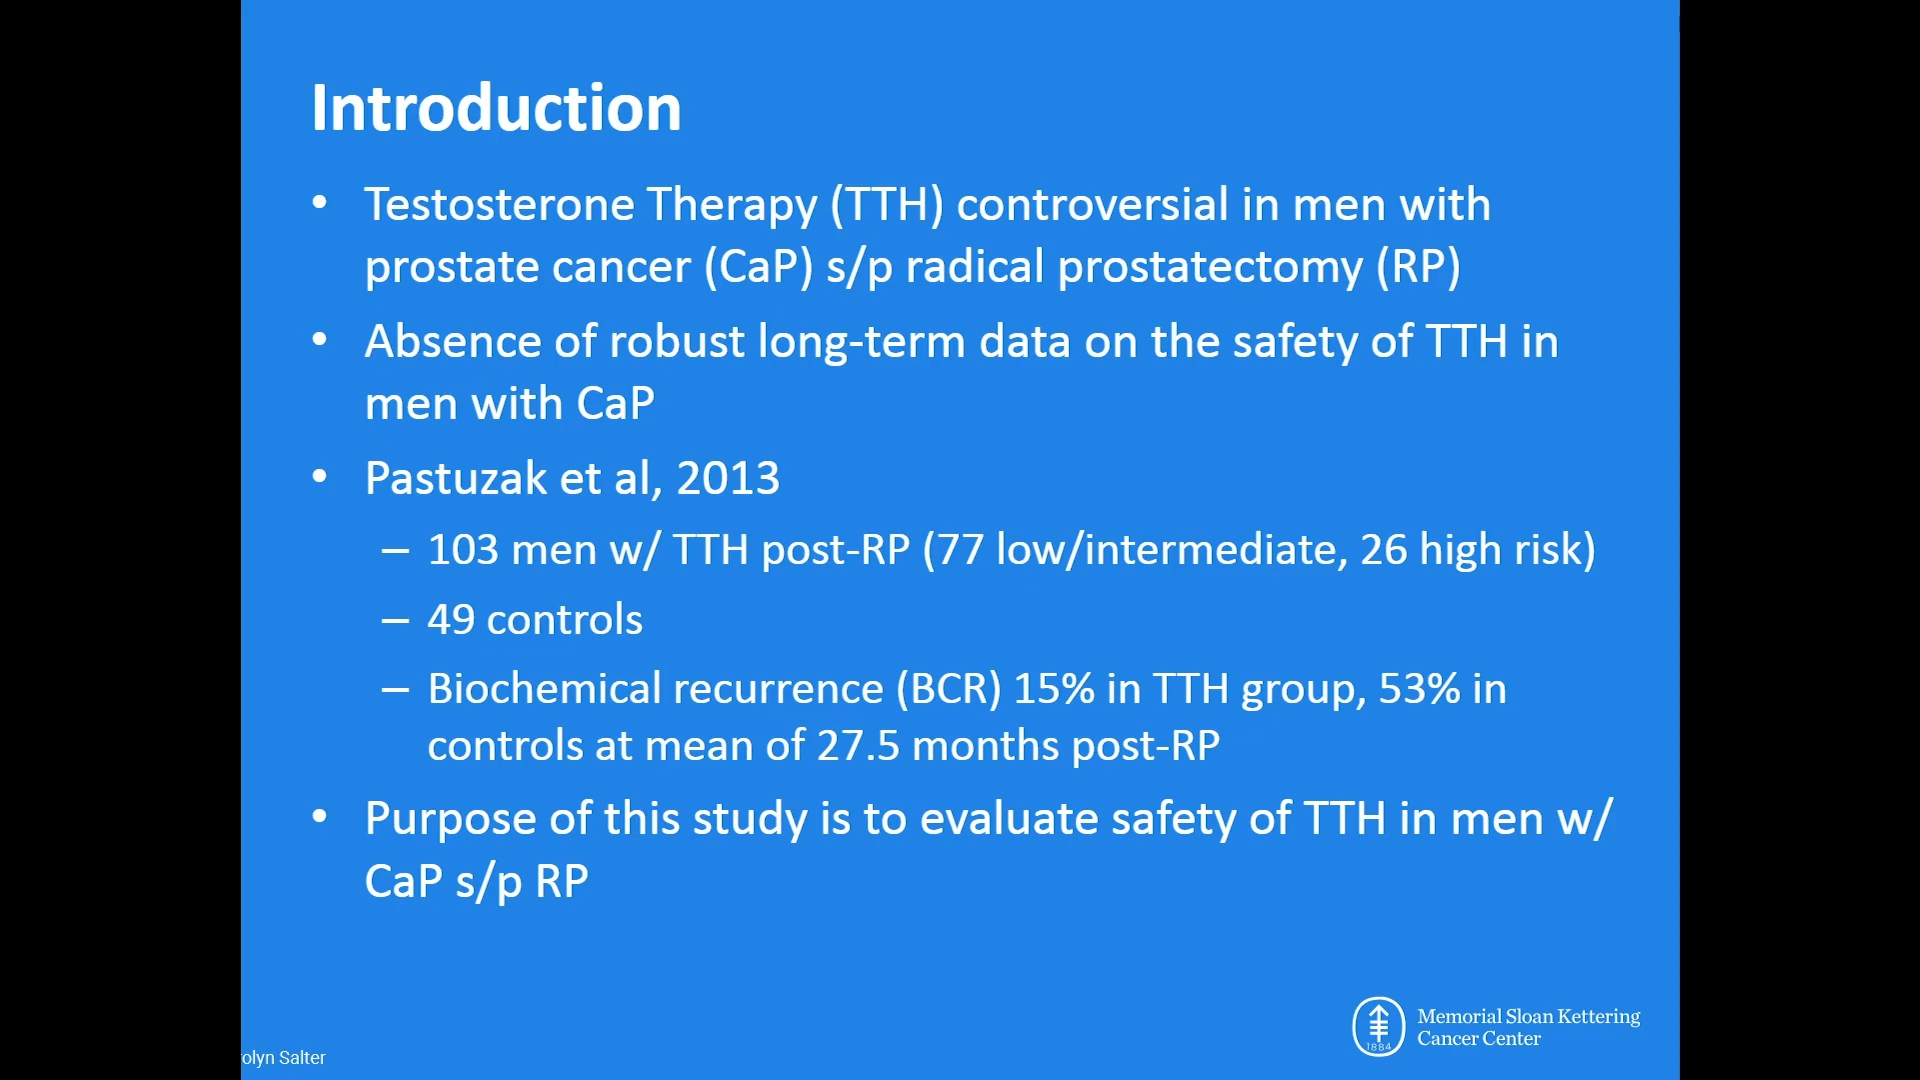 Introduction
• Testosterone Therapy (TTH) controversial in men with
prostate cancer (CaP) s/p radical prostatectomy (RP)
• Absence of robust long-term data on the safety of TTH in
men with CaP
• Pastuzak et al, 2013
– 103 men w/ TTH post-RP (77 low/intermediate, 26 high risk)
– 49 controls
– Biochemical recurrence (BCR) 15% in TTH group, 53% in
controls at mean of 27.5 months post-RP
• Purpose of this study is to evaluate safety of TTH in men w/
CaP s/p RP
1884
Memorial Sloan Kettering
Cancer Center
olyn Salter